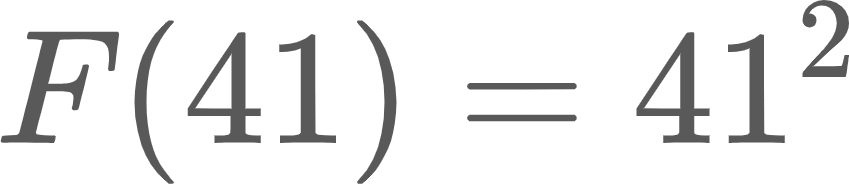 F(41) = 41²